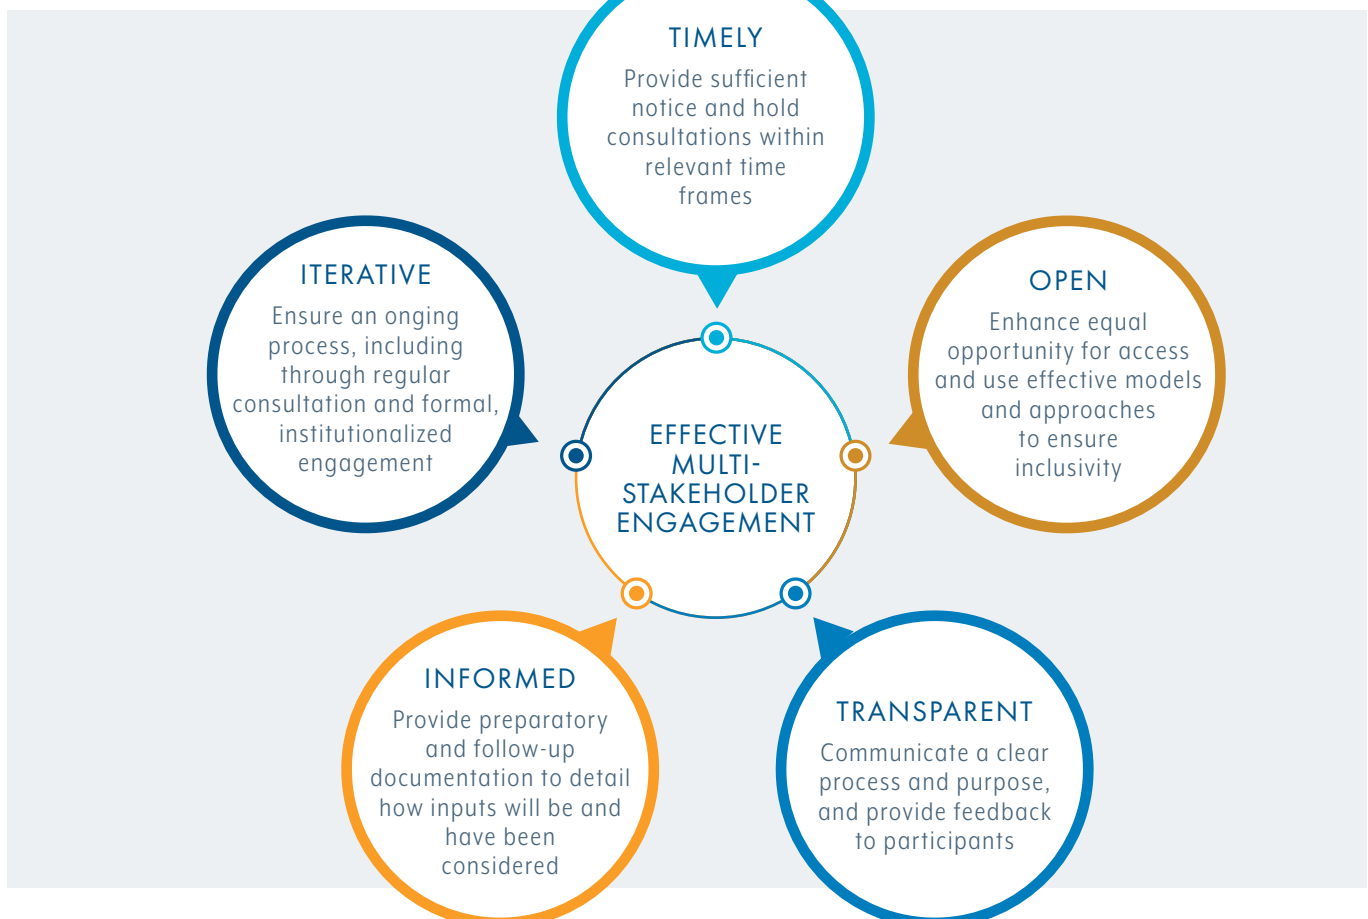 TIMELY
Provide sufficient
notice and hold
consultations within
relevant time
frames
ITERATIVE
Ensure an onging
process, including
through regular
consultation and formal,
institutionalized
engagement
OPEN
Enhance equal
opportunity for access
and use effective models
and approaches
to ensure
inclusivity
EFFECTIVE
MULTI-
STAKEHOLDER
ENGAGEMENT
INFORMED
Provide preparatory
and follow-up
documentation to detail
how inputs will be and
have been
considered
TRANSPARENT
Communicate a clear
process and purpose,
and provide feedback
to participants